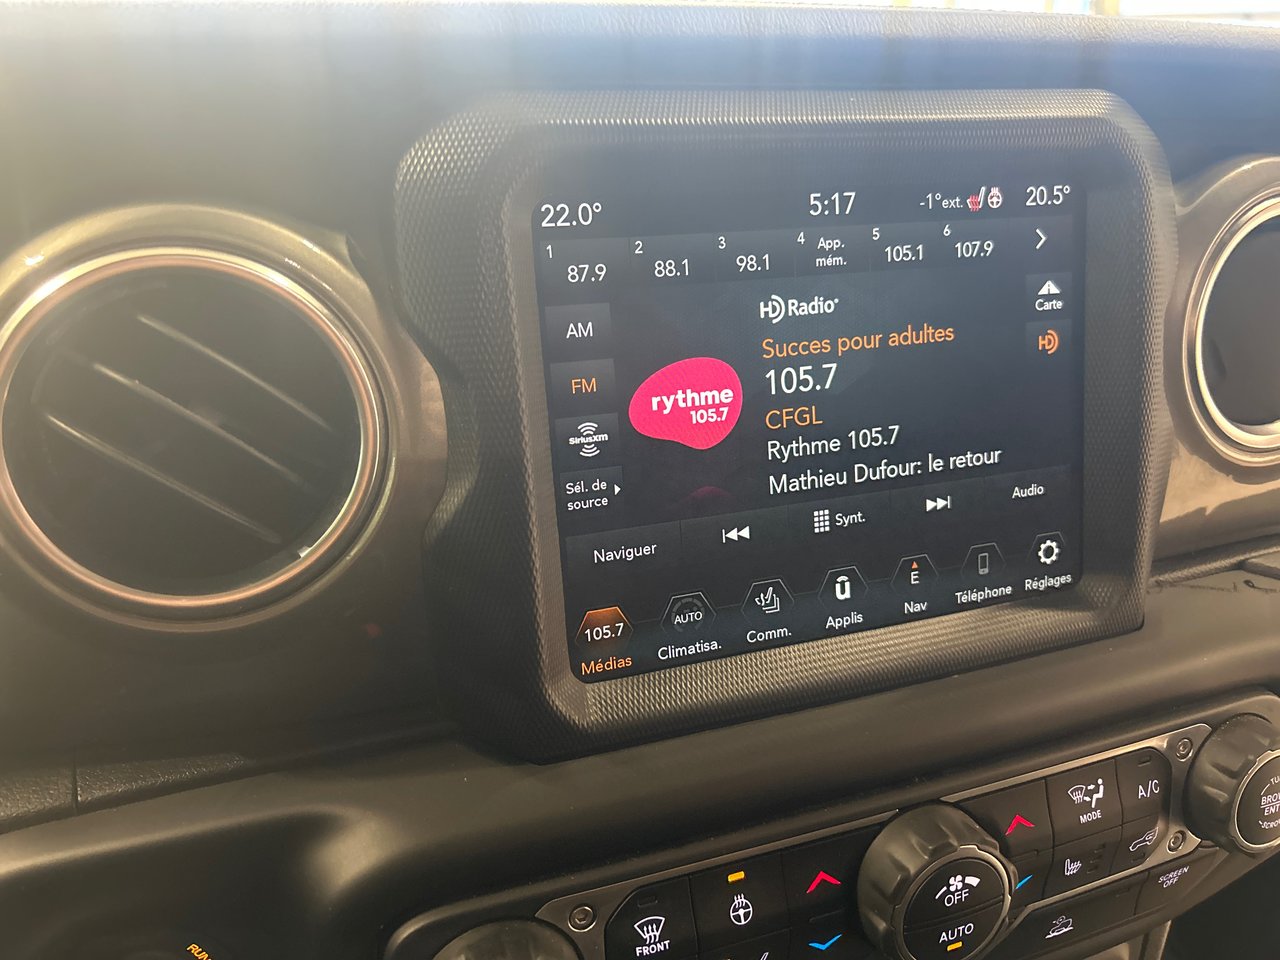 22.0°
5:17
-1°ext.
20.5°
1
87.9
2
88.1
3
98.1
4
App.
mém.
5
105.1
6
107.9
AM
FM
SiriusXM
Sél. de
source
rythme
105.7
HD Radio
Succes pour adultes
105.7
CFGL
Rythme 105.7
Mathieu Dufour: le retour
Carte
HD
Naviguer
Synt.
Audio
105.7
Médias
AUTO
Climatisa.
Comm.
û
Applis
E
Nav
Téléphone
Réglages
FRONT
OFF
AUTO
MODE
A/C
SCREEN
OFF